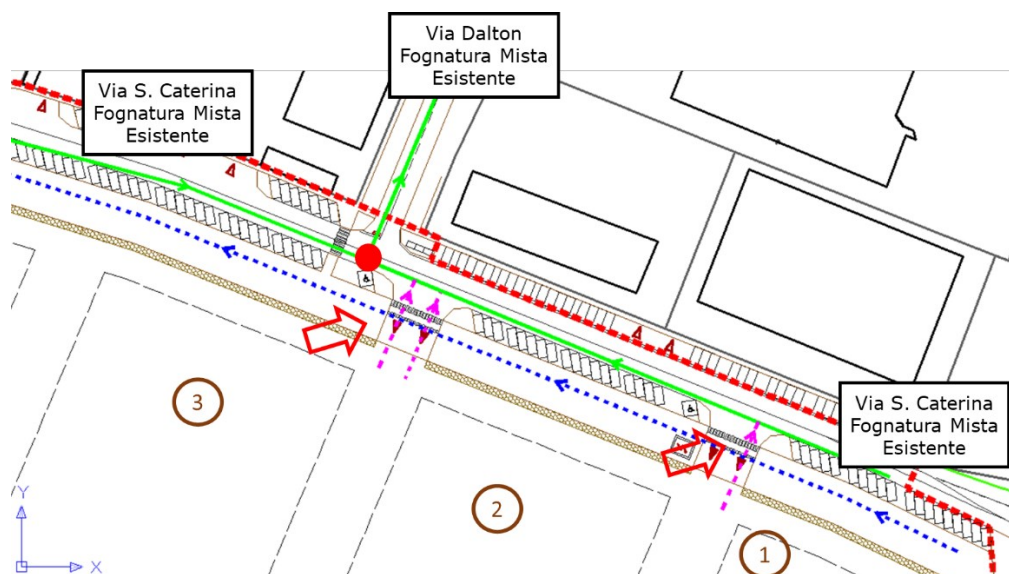 Via Dalton
Fognatura Mista
Esistente
Via S. Caterina
Fognatura Mista
Esistente
Via S. Caterina
Fognatura Mista
Esistente
3
2
1
Y
X